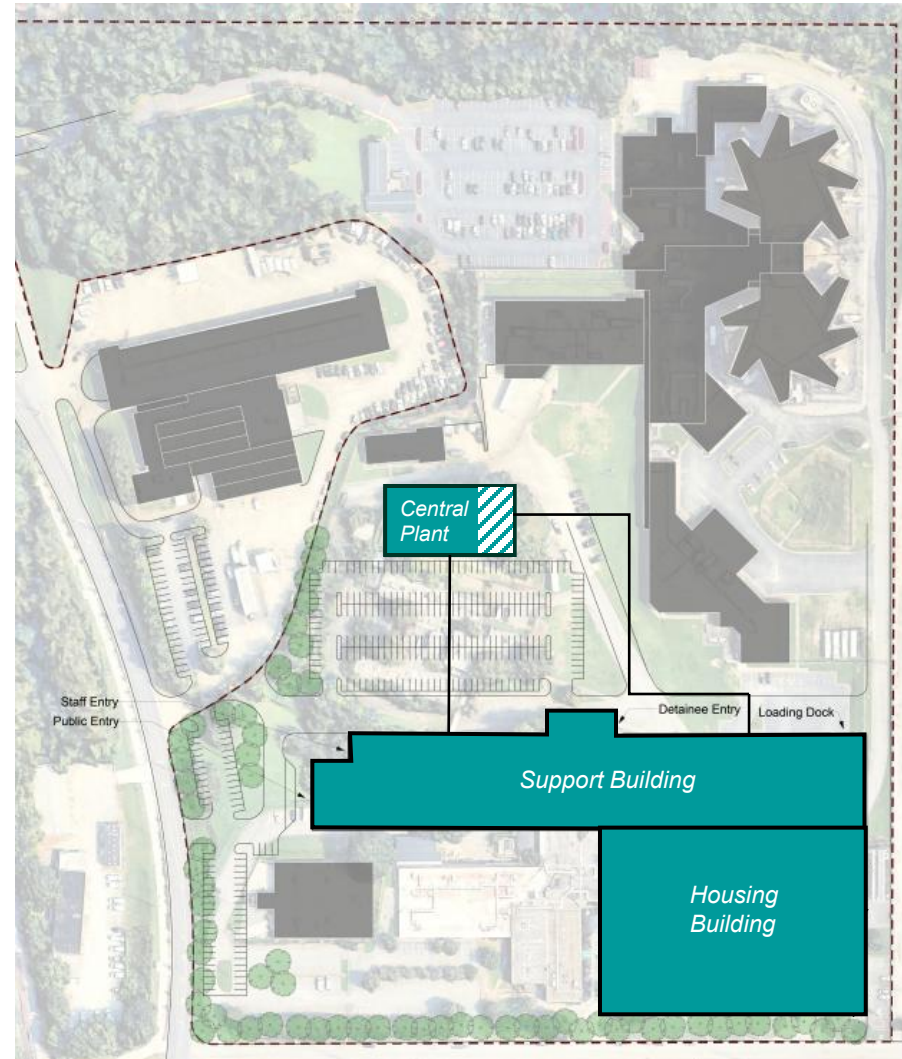 Central
Plant
Staff Entry
Public Entry
Detainee Entry
Loading Dock
Support Building
Housing
Building